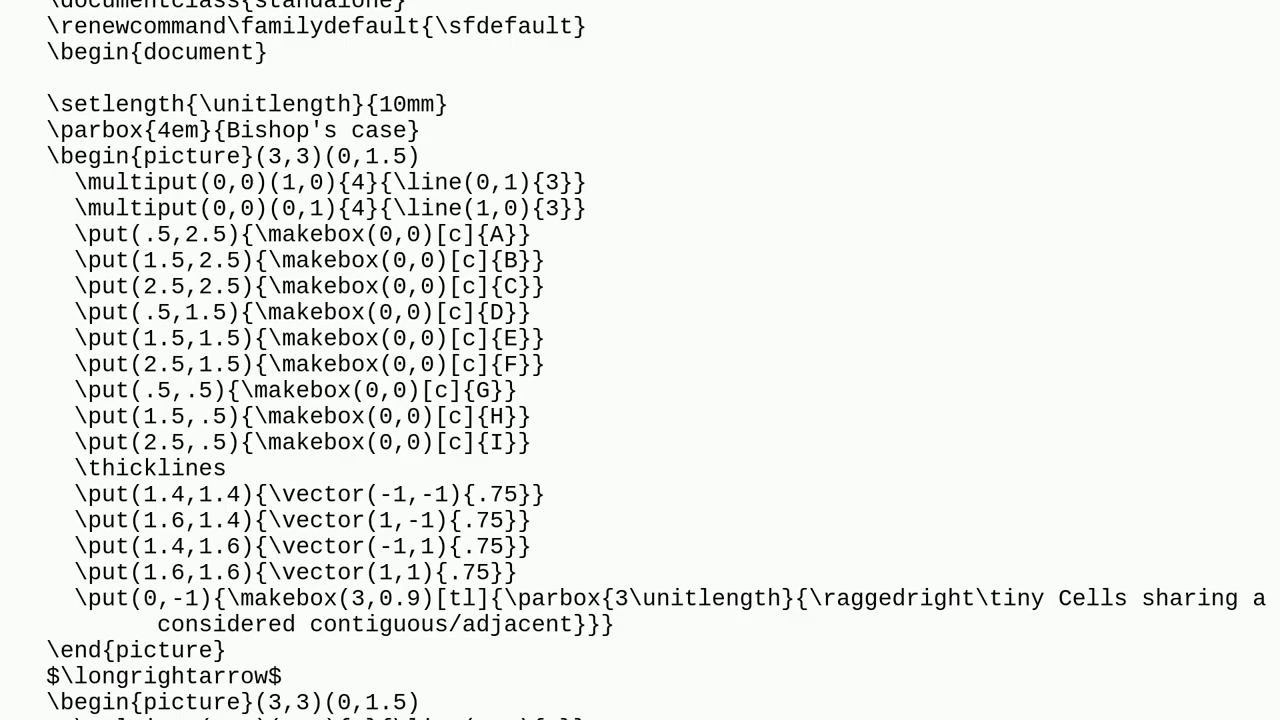 \documentclass{standalone}
\renewcommand\familydefault{\sfdefault}
\begin{document}

\setlength{\unitlength}{10mm}
\parbox{4em}{Bishop's case}
\begin{picture}(3,3)(0,1.5)
  \multiput(0,0)(1,0){4}{\line(0,1){3}}
  \multiput(0,0)(0,1){4}{\line(1,0){3}}
  \put(.5,2.5){\makebox(0,0)[c]{A}}
  \put(1.5,2.5){\makebox(0,0)[c]{B}}
  \put(2.5,2.5){\makebox(0,0)[c]{C}}
  \put(.5,1.5){\makebox(0,0)[c]{D}}
  \put(1.5,1.5){\makebox(0,0)[c]{E}}
  \put(2.5,1.5){\makebox(0,0)[c]{F}}
  \put(.5,.5){\makebox(0,0)[c]{G}}
  \put(1.5,.5){\makebox(0,0)[c]{H}}
  \put(2.5,.5){\makebox(0,0)[c]{I}}
  \thicklines
  \put(1.4,1.4){\vector(-1,-1){.75}}
  \put(1.6,1.4){\vector(1,-1){.75}}
  \put(1.4,1.6){\vector(-1,1){.75}}
  \put(1.6,1.6){\vector(1,1){.75}}
  \put(0,-1){\makebox(3,0.9)[tl]{\parbox{3\unitlength}{\raggedright\tiny Cells sharing a
        considered contiguous/adjacent}}}
\end{picture}
$\longrightarrow$
\begin{picture}(3,3)(0,1.5)